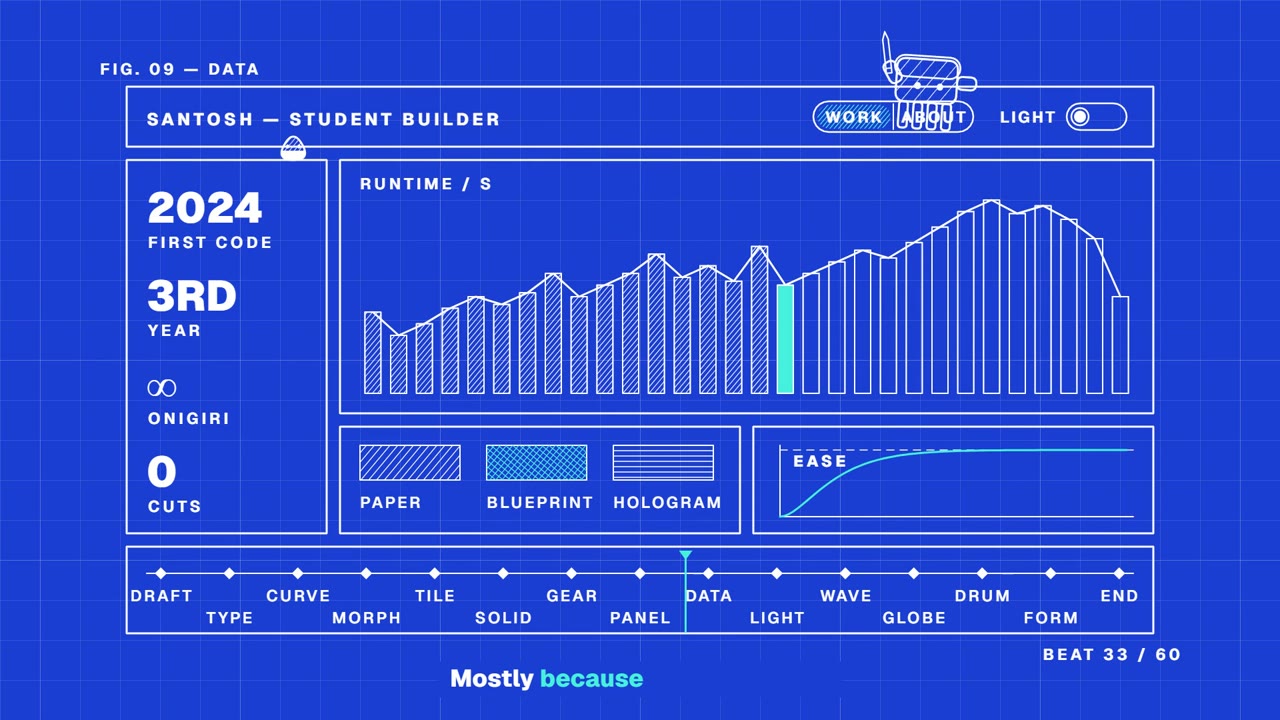 FIG. 09 — DATA
SANTOSH — STUDENT BUILDER
WORK
ABOUT
LIGHT
2024
FIRST CODE
3RD
YEAR
∞
ONIGIRI
0
CUTS
RUNTIME / S
PAPER
BLUEPRINT
HOLOGRAM
EASE
DRAFT
TYPE
CURVE
MORPH
TILE
SOLID
GEAR
PANEL
DATA
LIGHT
WAVE
GLOBE
DRUM
FORM
END
BEAT 33 / 60
Mostly because